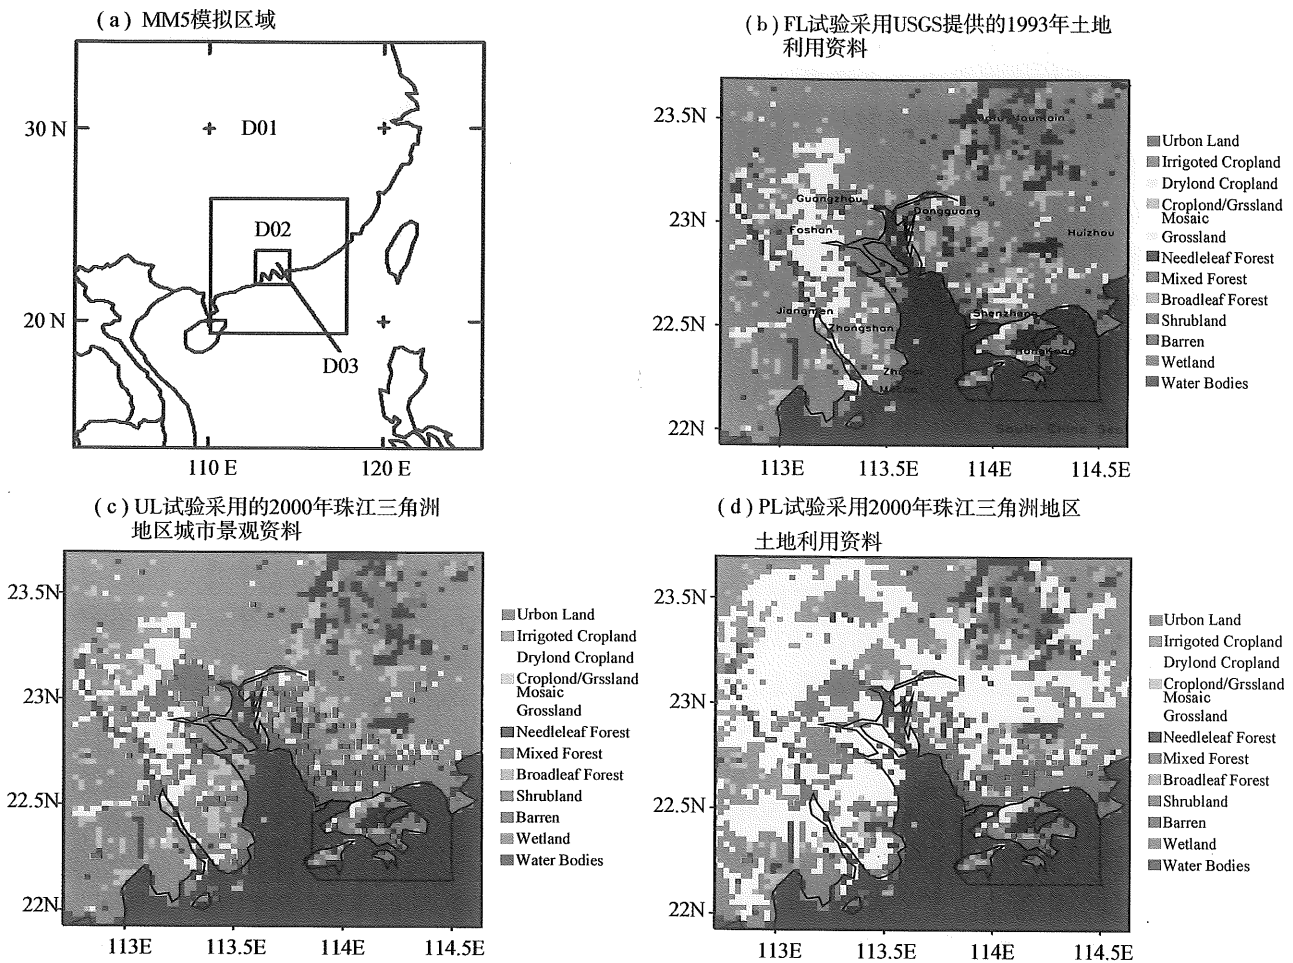 ( a ) MM5模拟区域
30 N
D01
D02
20 N
D03
110 E
120 E
( b ) FL试验采用USGS提供的1993年土地
利用资料
23.5N
Guangzhou
Dongguang
23N
Foshan
Huizhou
Jiangmen
Shenzheng
22.5N
Zhongshan
22N
South China Sea
113E
113.5E
114E
114.5E
Urbon Land
Irrigoted Cropland
Drylond Cropland
Croplond/Grssland
Mosaic
Grossland
Needleleaf Forest
Mixed Forest
Broadleaf Forest
Shrubland
Barren
Wetland
Water Bodies
( c ) UL试验采用的2000年珠江三角洲
地区城市景观资料
23.5N
23N
22.5N
22N
113E
113.5E
114E
114.5E
Urbon Land
Irrigoted Cropland
Drylond Cropland
Croplond/Grssland
Mosaic
Grossland
Needleleaf Forest
Mixed Forest
Broadleaf Forest
Shrubland
Barren
Wetland
Water Bodies
( d ) PL试验采用2000年珠江三角洲地区
土地利用资料
23.5N
23N
22.5N
22N
113E
113.5E
114E
114.5E
Urbon Land
Irrigoted Cropland
Drylond Cropland
Croplond/Grssland
Mosaic
Grossland
Needleleaf Forest
Mixed Forest
Broadleaf Forest
Shrubland
Barren
Wetland
Water Bodies